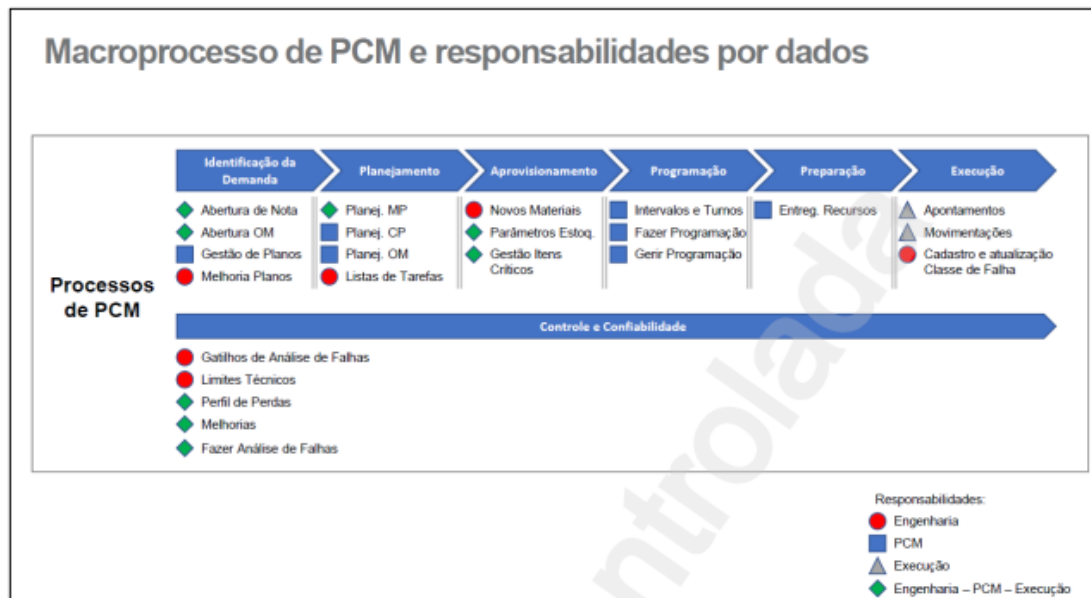 Macroprocesso de PCM e responsabilidades por dados
Processos
de PCM
Identificação da
Demanda
Abertura de Nota
Abertura OM
Gestão de Planos
Melhoria Planos
Planejamento
Planej. MP
Planej. CP
Planej. OM
Listas de Tarefas
Aprovisionamento
Novos Materiais
Parâmetros Estoq.
Gestão Itens
Críticos
Programação
Intervalos e Turnos
Fazer Programação
Gerir Programação
Preparação
Entreg. Recursos
Execução
Apontamentos
Movimentações
Cadastro e atualização
Classe de Falha
Controle e Confiabilidade
Gatilhos de Análise de Falhas
Limites Técnicos
Perfil de Perdas
Melhorias
Fazer Análise de Falhas
Responsabilidades:
Engenharia
PCM
Execução
Engenharia – PCM – Execução
ntrolada